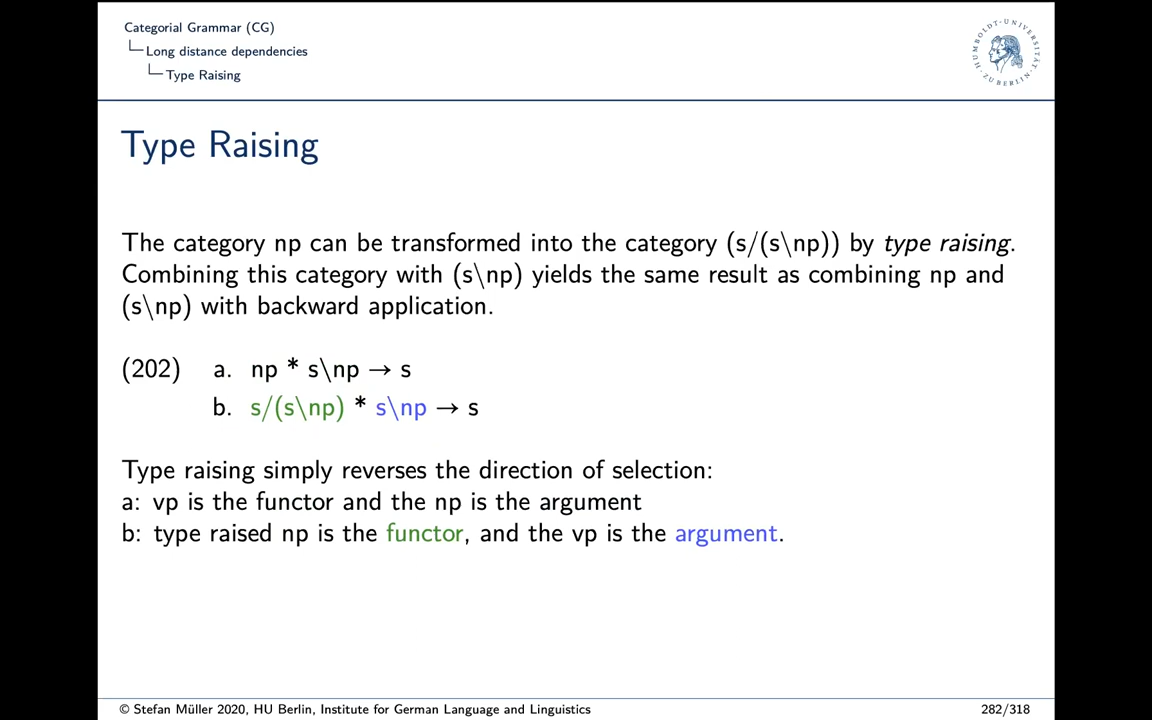 Categorial Grammar (CG)
Long distance dependencies
Type Raising
HUMBOLDT-UNIVERSITÄT ZU BERLIN
Type Raising
The category np can be transformed into the category (s/(s\np)) by type raising.
Combining this category with (s\np) yields the same result as combining np and
(s\np) with backward application.
(202) a. np * s\np → s
b. s/(s\np) * s\np → s
Type raising simply reverses the direction of selection:
a: vp is the functor and the np is the argument
b: type raised np is the functor, and the vp is the argument.
© Stefan Müller 2020, HU Berlin, Institute for German Language and Linguistics 282/318